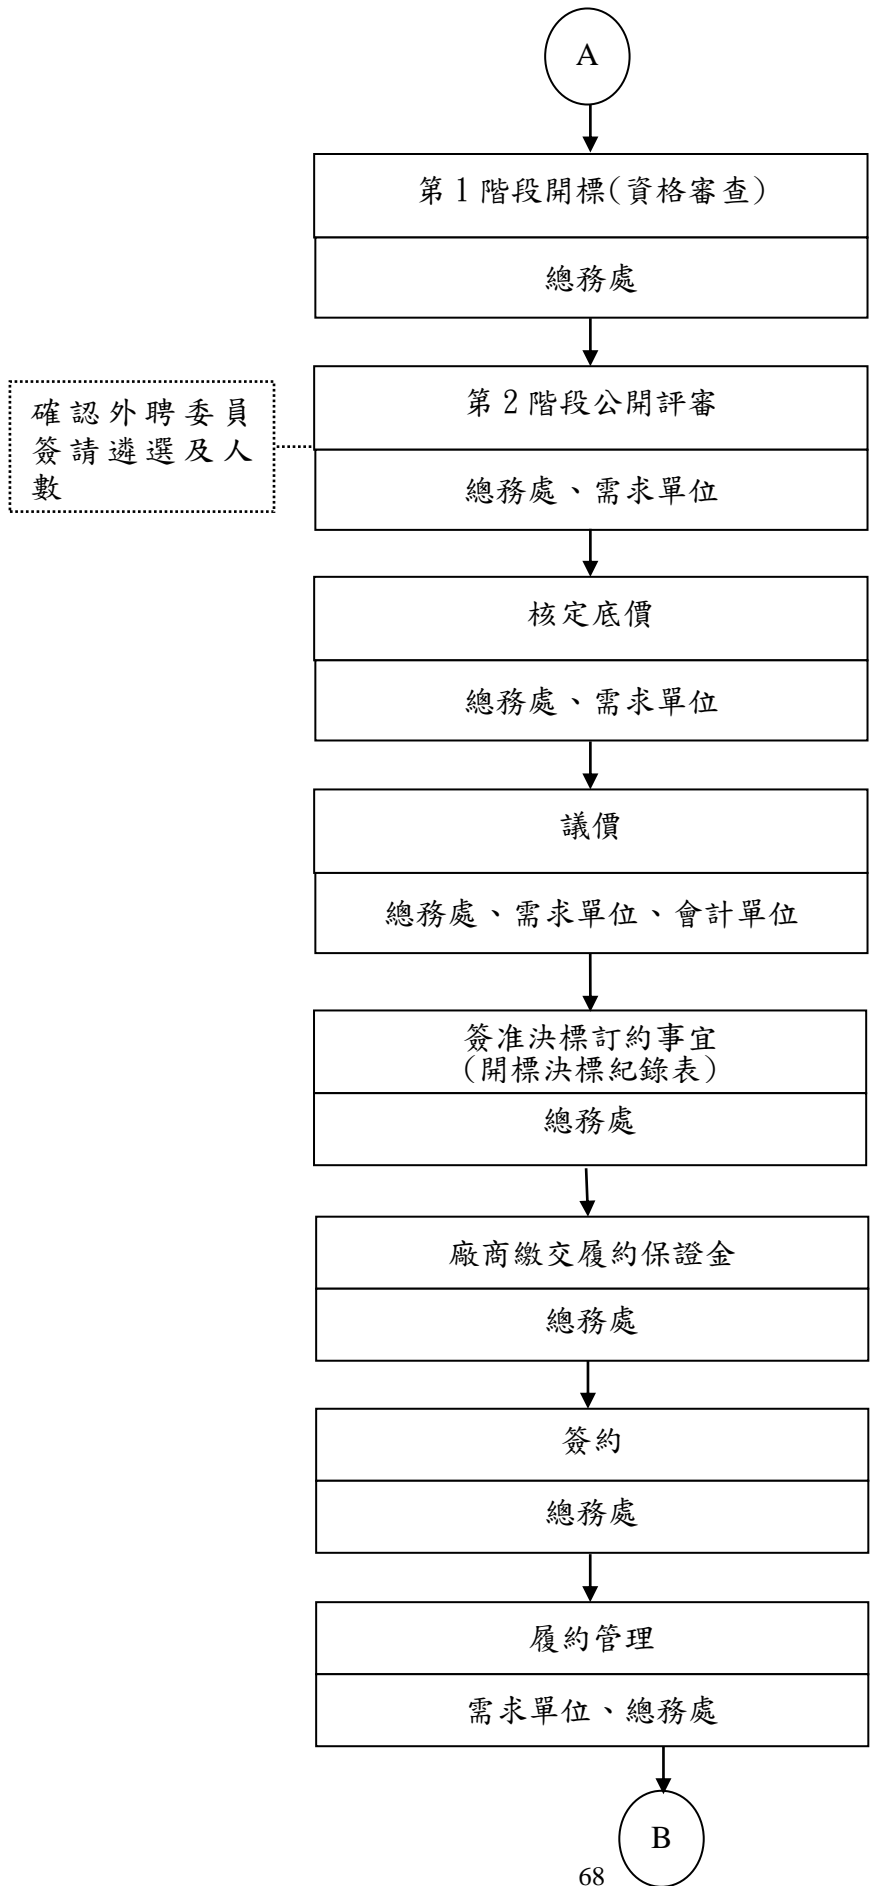 A
第 1 階段開標(資格審查)
總務處
第 2 階段公開評審
總務處、需求單位
確認外聘委員
簽請遴選及人
數
核定底價
總務處、需求單位
議價
總務處、需求單位、會計單位
簽准決標訂約事宜
(開標決標紀錄表)
總務處
廠商繳交履約保證金
總務處
簽約
總務處
履約管理
需求單位、總務處
B
68